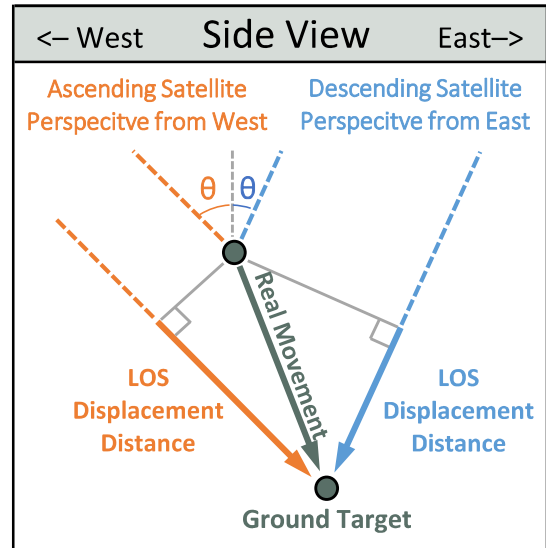 <– West Side View East–>
Ascending Satellite
Perspecitve from West
Descending Satellite
Perspective from East
θ θ
Real Movement
LOS
Displacement
Distance
LOS
Displacement
Distance
Ground Target